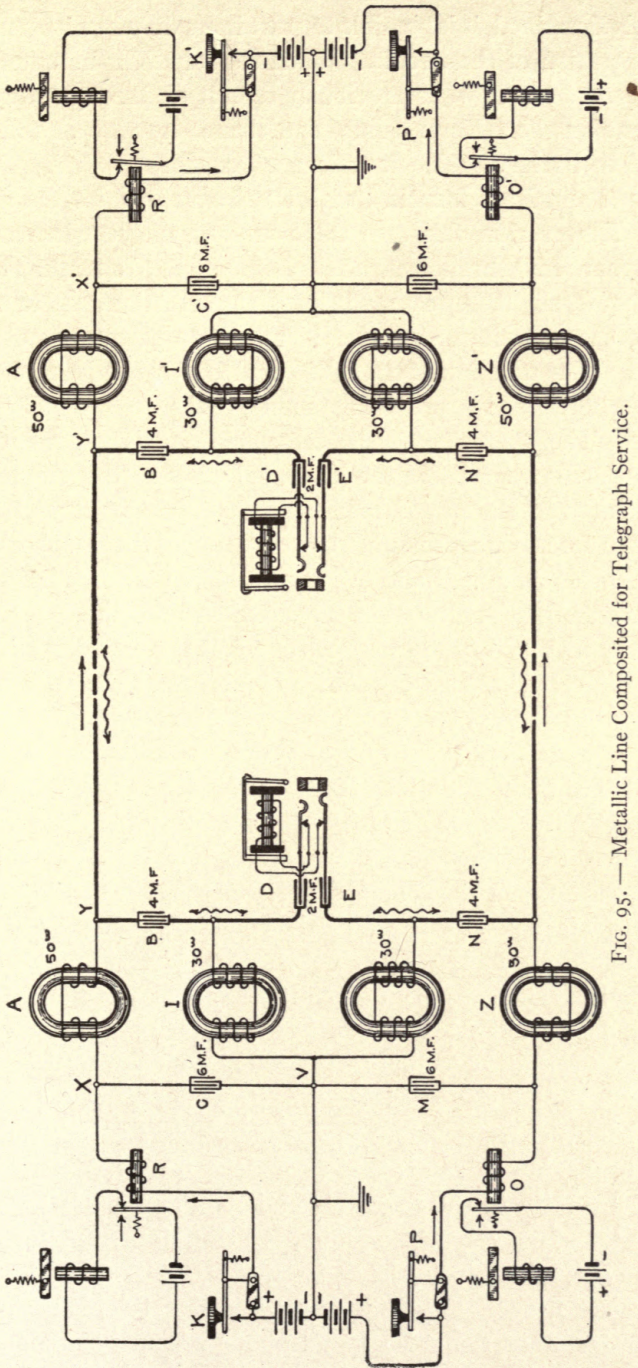 A
A
50ω
50ω
X
Y
Y'
X'
R
B
4 M.F
B'
4 M.F.
R'
I
30ω
30ω
I'
K
+
C
6 M.F.
C'
6 M.F.
K'
-
-
V
D
2 M.F.
E
D'
2 M.F.
E'
+
+
+
30ω
30ω
-
P
M
6 M.F.
N
4 M.F.
N'
4 M.F.
6 M.F.
P'
O
Z
50ω
Z'
50ω
O'
+
-
-
+
FIG. 95. — Metallic Line Composited for Telegraph Service.